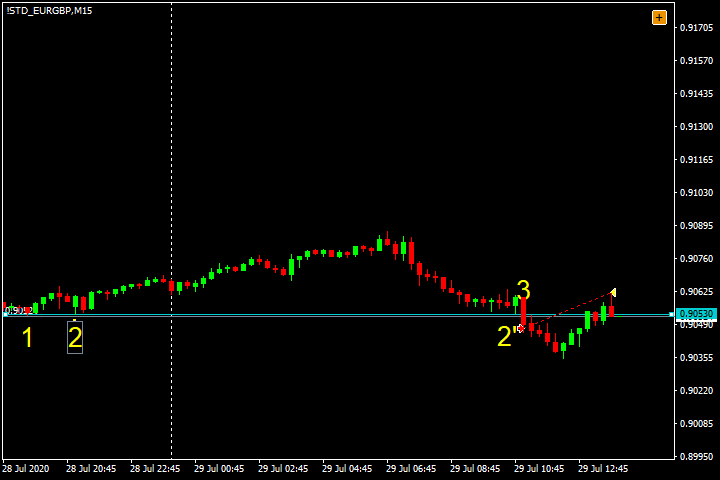 !STD_EURGBP,M15
+
0.91705
0.91570
0.91435
0.91300
0.91165
0.91030
0.90895
0.90760
0.90625
0.90530
0.90490
0.90355
0.90220
0.90085
0.89950
3
1
2
2"
28 Jul 2020
28 Jul 20:45
28 Jul 22:45
29 Jul 00:45
29 Jul 02:45
29 Jul 04:45
29 Jul 06:45
29 Jul 08:45
29 Jul 10:45
29 Jul 12:45